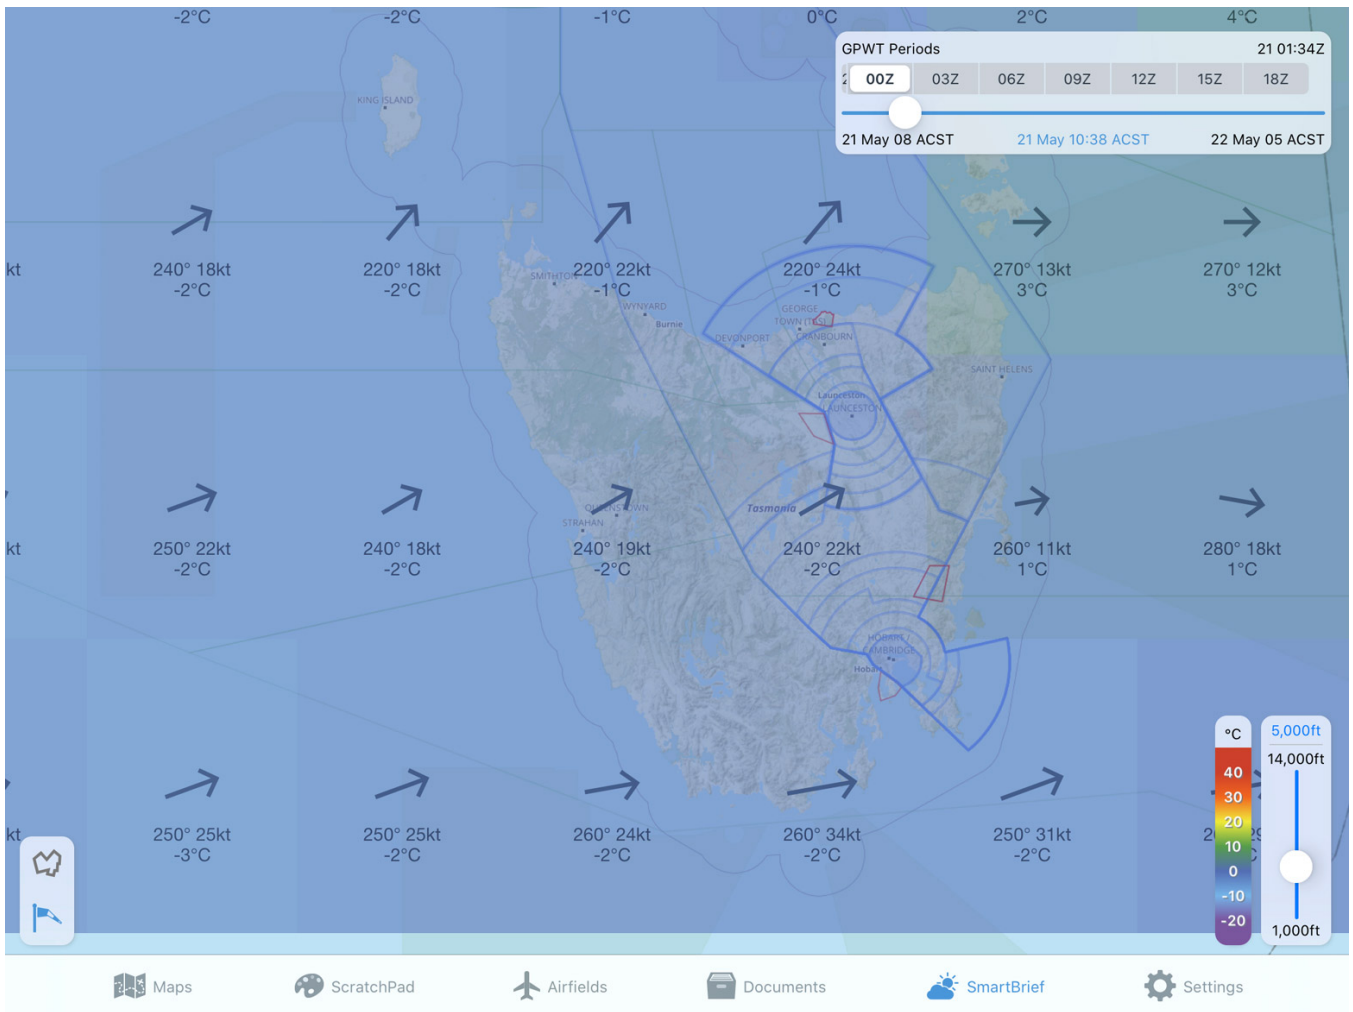 -2°C -2°C -1°C 0°C 2°C 4°C
GPWT Periods 21 01:34Z
00Z 03Z 06Z 09Z 12Z 15Z 18Z
21 May 08 ACST 21 May 10:38 ACST 22 May 05 ACST
KING ISLAND
kt 240° 18kt 220° 18kt 220° 22kt 220° 24kt 270° 13kt 270° 12kt
-2°C -2°C -1°C -1°C 3°C 3°C
SMITHTON
WYNYARD
Burnie
GEORGE
TOWN (TAS)
CRANBOURN
DEVONPORT
SAINT HELENS
Launceston
LAUNCESTON
Tasmania
QUEENSTOWN
STRAHAN
kt 250° 22kt 240° 18kt 240° 19kt 240° 22kt 260° 11kt 280° 18kt
-2°C -2°C -2°C -2°C 1°C 1°C
HOBART /
CAMBRIDGE
Hobart
kt 250° 25kt 250° 25kt 260° 24kt 260° 34kt 250° 31kt
-3°C -2°C -2°C -2°C -2°C
°C
40
30
20
10
0
-10
-20
5,000ft
14,000ft
1,000ft
Maps ScratchPad Airfields Documents SmartBrief Settings